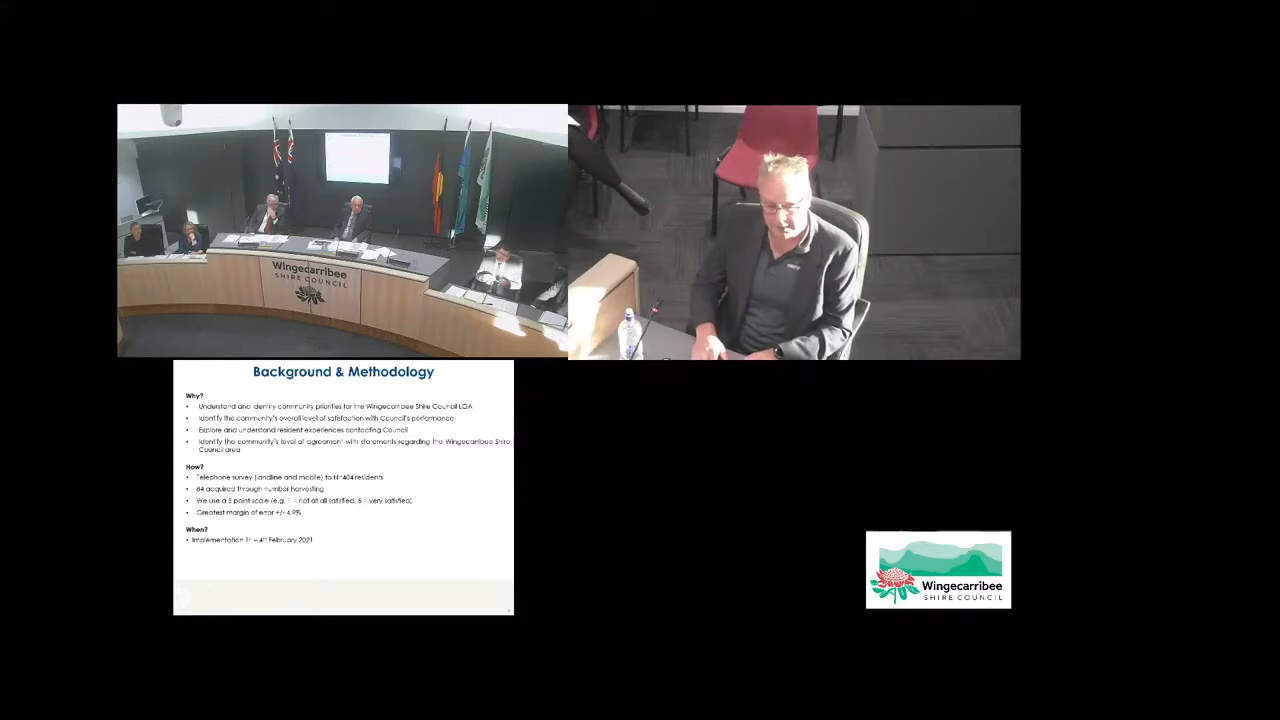 Wingecarribee
SHIRE COUNCIL
Background & Methodology
Why?
• Understand and identify community priorities for the Wingecarribee Shire Council LGA
• Identify the community's overall level of satisfaction with Council's performance
• Explore and understand resident experiences contacting Council
• Identify the community's level of agreement with statements regarding the Wingecarribee Shire
Council area
How?
• Telephone survey (landline and mobile) to N=404 residents
• 84 acquired through number harvesting
• We use a 5 point scale (e.g. 1 = not at all satisfied, 5 = very satisfied)
• Greatest margin of error +/- 4.9%
When?
• Implementation 1st – 4th February 2021
Wingecarribee
SHIRE COUNCIL